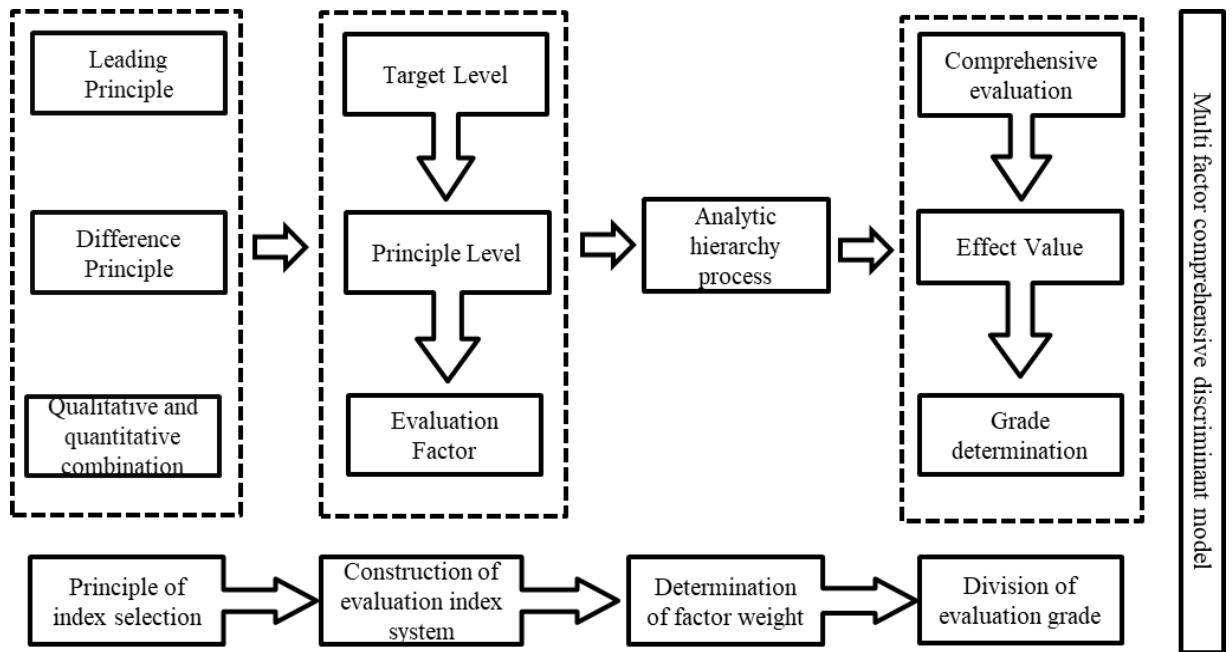 Leading
Principle
Difference
Principle
Qualitative and
quantitative
combination
Target Level
Principle Level
Evaluation
Factor
Analytic
hierarchy
process
Comprehensive
evaluation
Effect Value
Grade
determination
Multi factor comprehensive discriminant model
Principle of
index selection
Construction of
evaluation index
system
Determination
of factor weight
Division of
evaluation grade